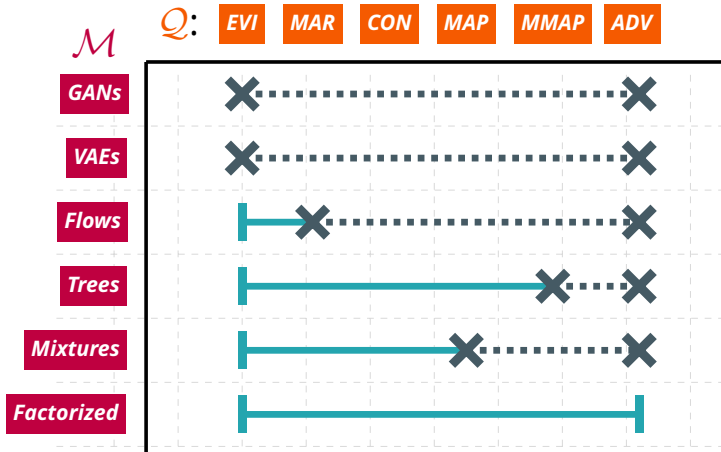 𝒬: EVI MAR CON MAP MMAP ADV
ℳ
GANs
VAEs
Flows
Trees
Mixtures
Factorized